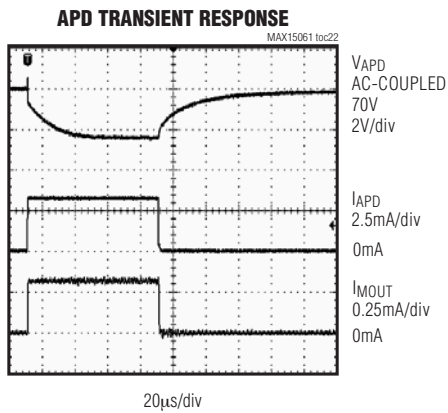 APD TRANSIENT RESPONSE
MAX15061 toc22
VAPD
AC-COUPLED
70V
2V/div
IAPD
2.5mA/div
0mA
IMOUT
0.25mA/div
0mA
20μs/div